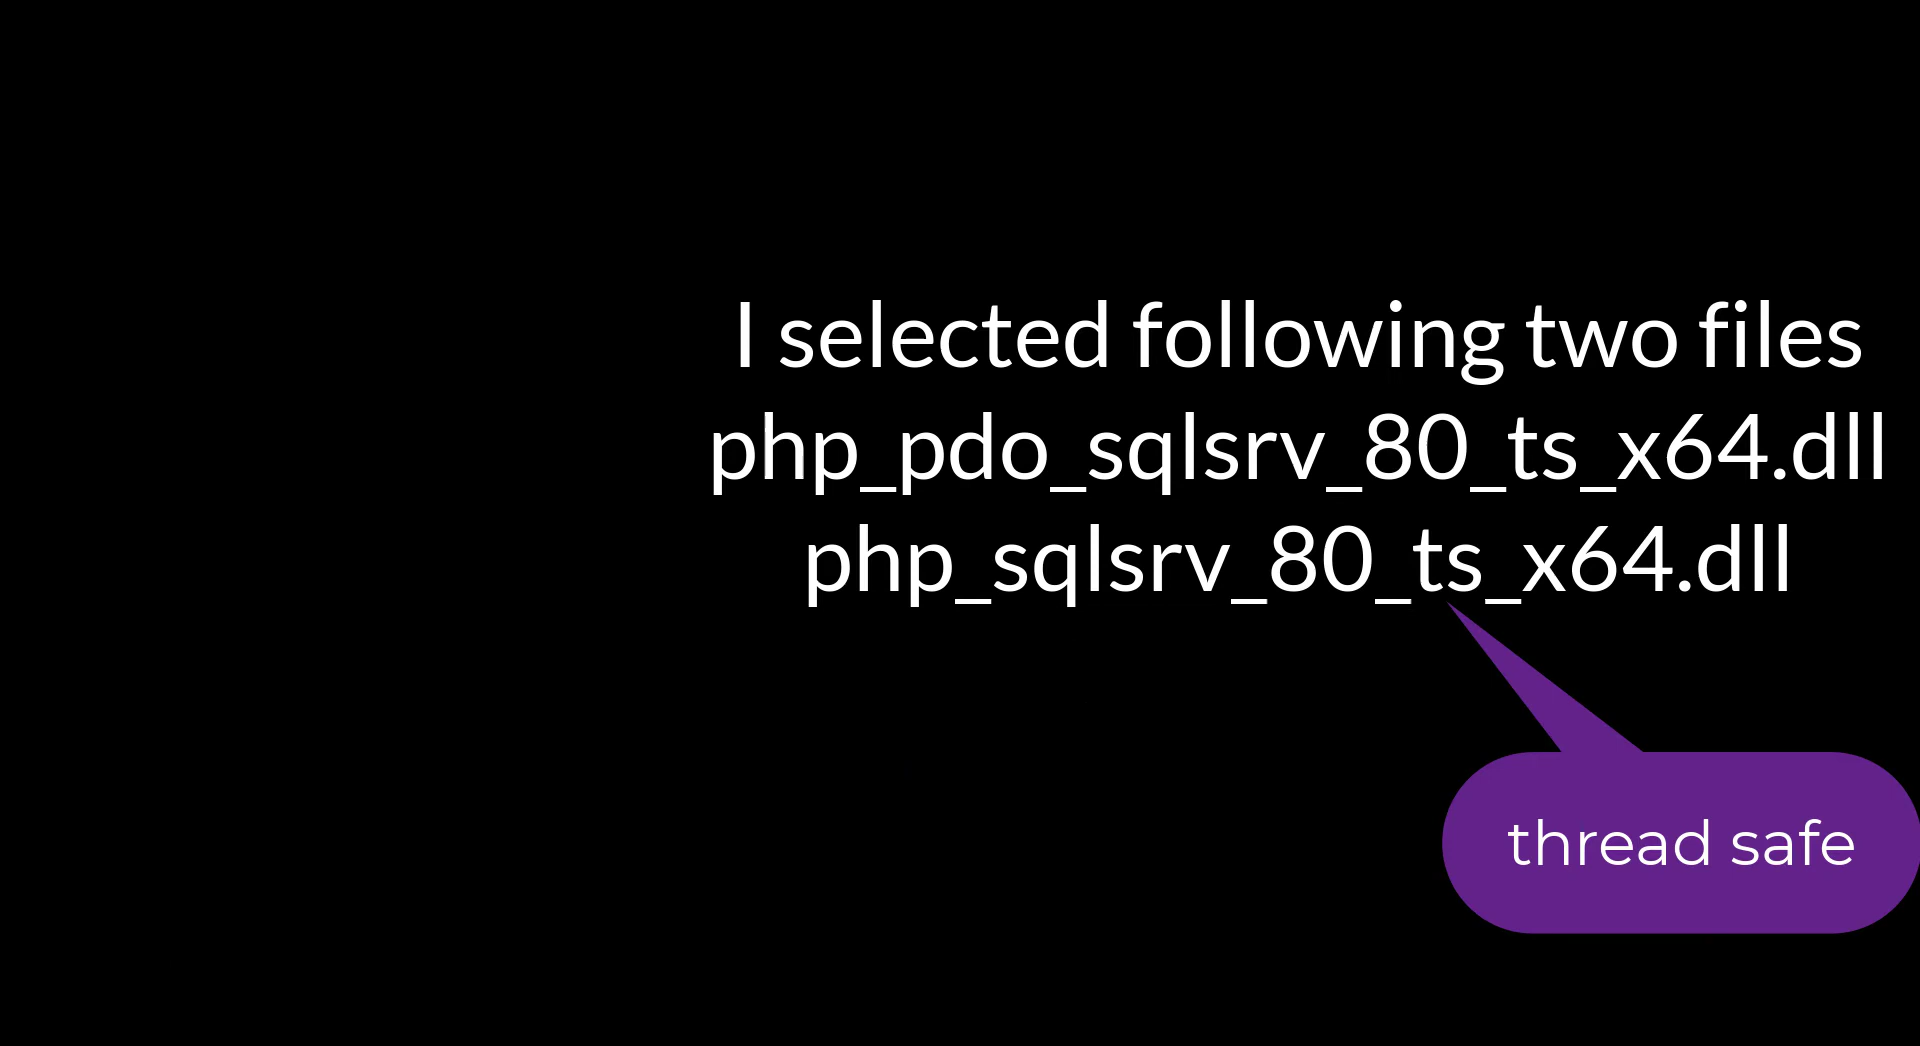 I selected following two files
php_pdo_sqlsrv_80_ts_x64.dll
php_sqlsrv_80_ts_x64.dll
thread safe